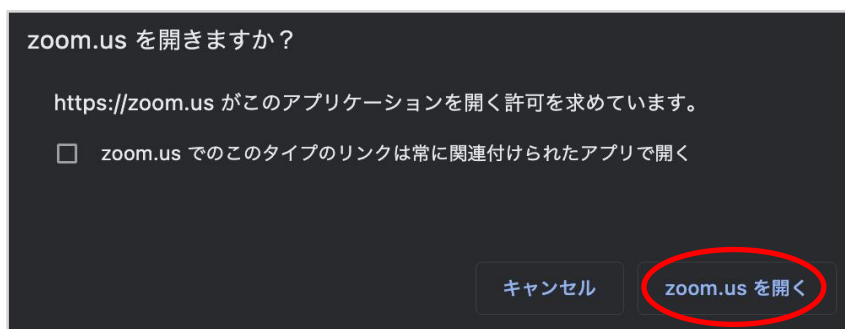 zoom.us を開きますか？
https://zoom.us がこのアプリケーションを開く許可を求めています。
zoom.us でのこのタイプのリンクは常に関連付けられたアプリで開く
キャンセル
zoom.us を開く